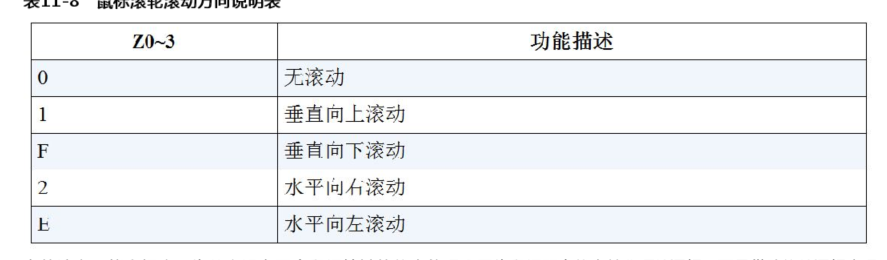 表11-8 鼠标滚轮滚动方向说明表
Z0~3 功能描述
0 无滚动
1 垂直向上滚动
F 垂直向下滚动
2 水平向右滚动
E 水平向左滚动